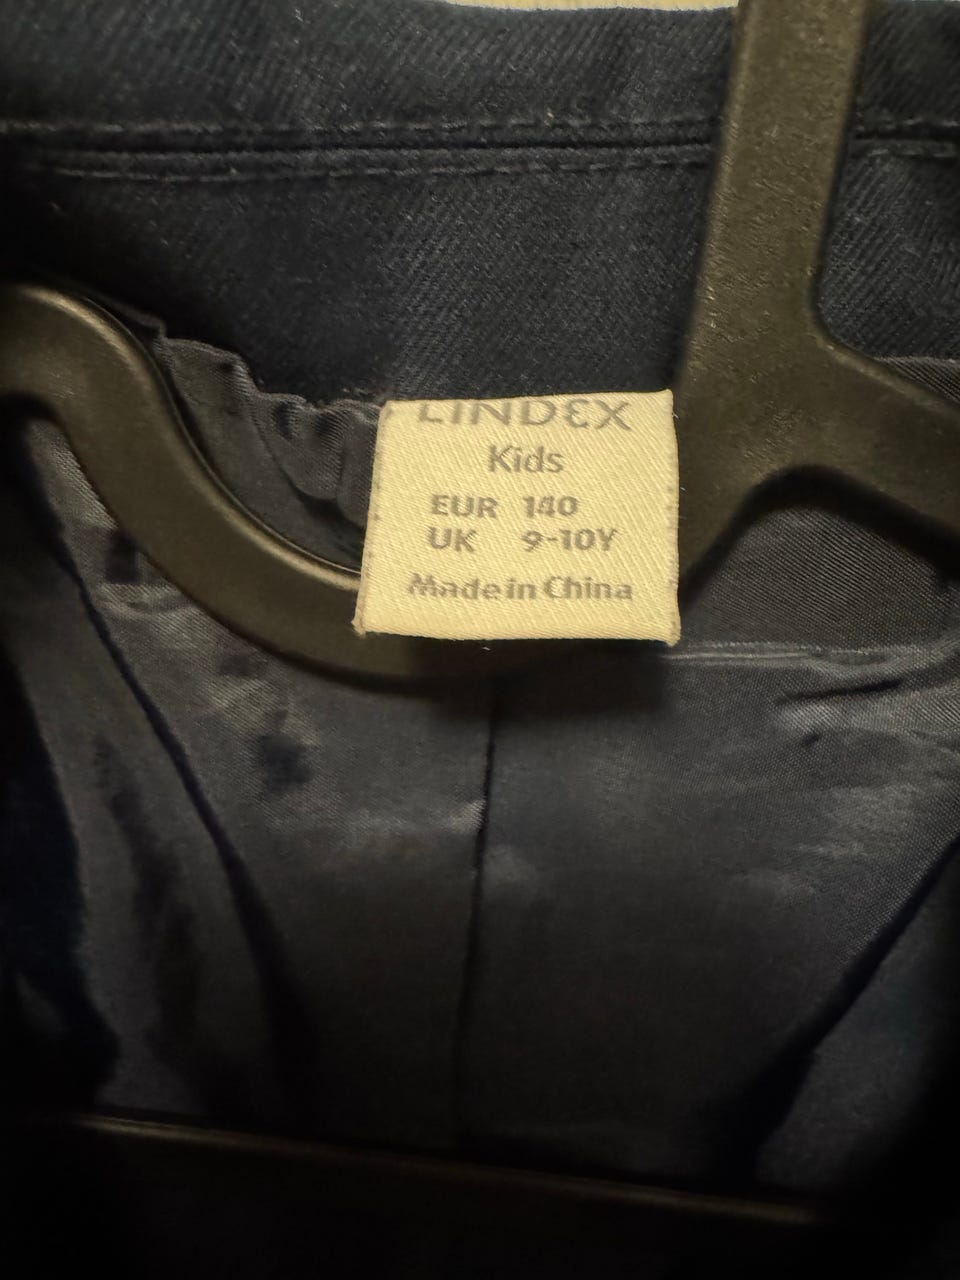 LINDEX
Kids
EUR 140
UK 9-10Y
Made in China